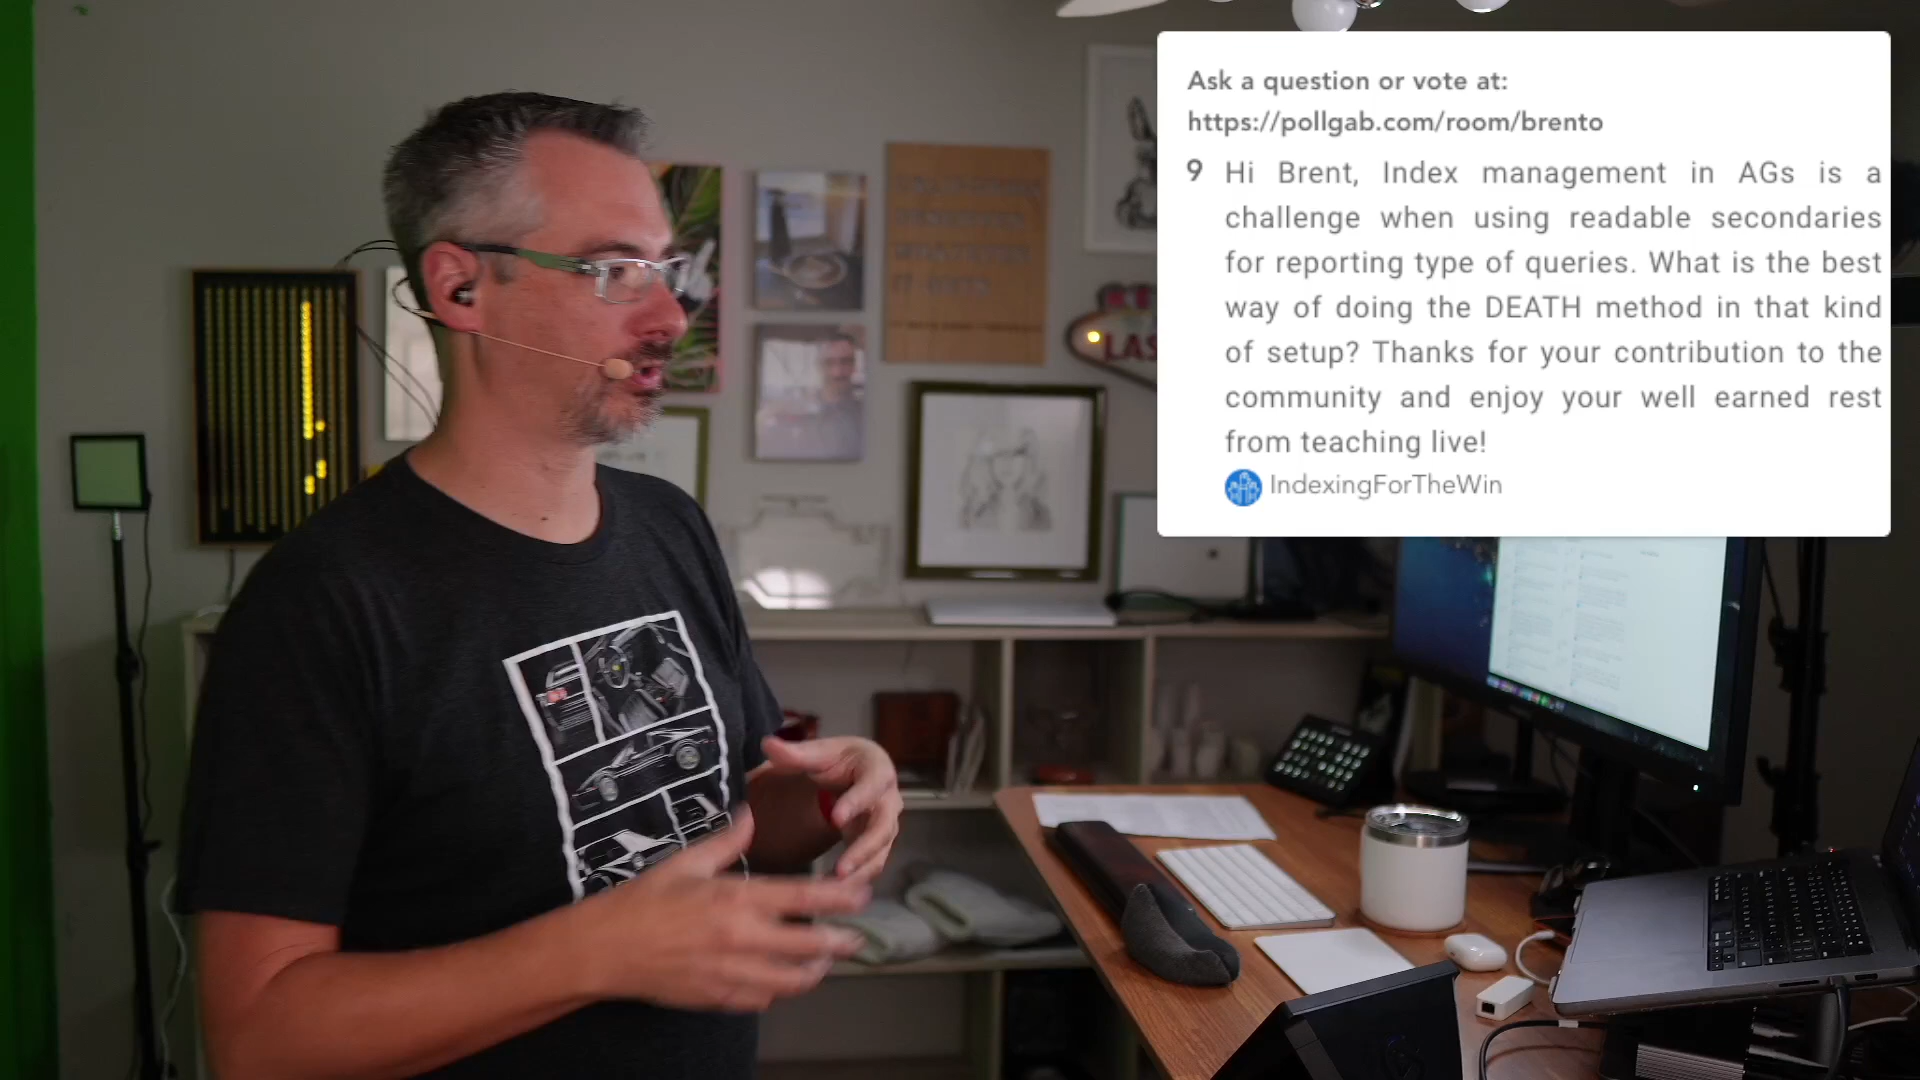 Ask a question or vote at:
https://pollgab.com/room/brento
9 Hi Brent, Index management in AGs is a
challenge when using readable secondaries
for reporting type of queries. What is the best
way of doing the DEATH method in that kind
of setup? Thanks for your contribution to the
community and enjoy your well earned rest
from teaching live!
IndexingForTheWin
LAS